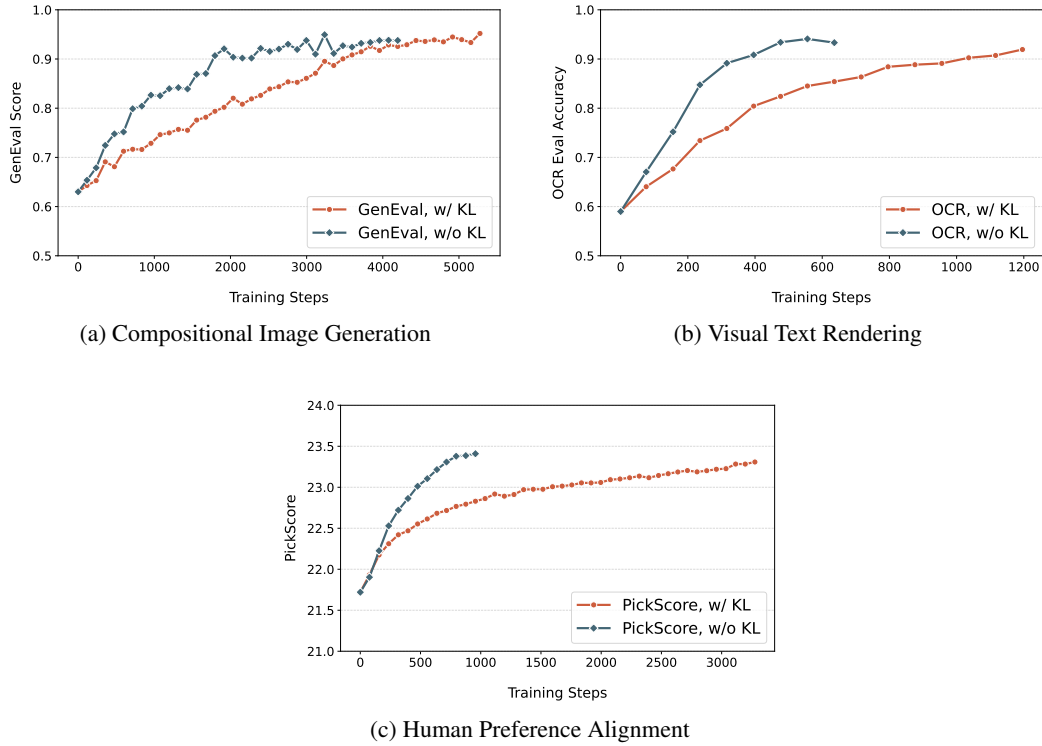 1.0
0.9
0.8
0.7
0.6
0.5
GenEval Score
GenEval, w/ KL
GenEval, w/o KL
0 1000 2000 3000 4000 5000
Training Steps
(a) Compositional Image Generation
1.0
0.9
0.8
0.7
0.6
0.5
OCR Eval Accuracy
OCR, w/ KL
OCR, w/o KL
0 200 400 600 800 1000 1200
Training Steps
(b) Visual Text Rendering
24.0
23.5
23.0
22.5
22.0
21.5
21.0
PickScore
PickScore, w/ KL
PickScore, w/o KL
0 500 1000 1500 2000 2500 3000
Training Steps
(c) Human Preference Alignment